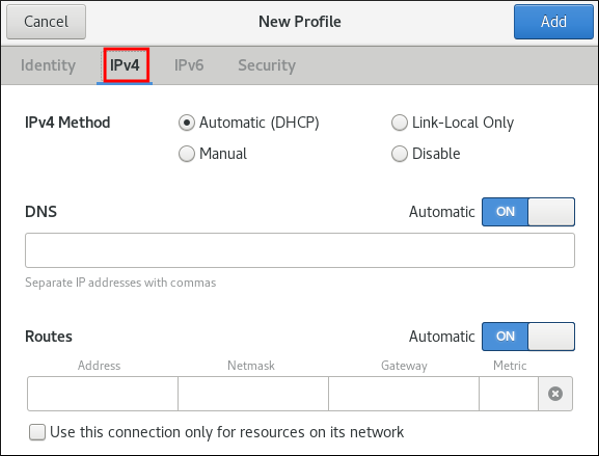 Cancel New Profile Add
Identity IPv4 IPv6 Security
IPv4 Method Automatic (DHCP) Link-Local Only
Manual Disable
DNS Automatic ON
Separate IP addresses with commas
Routes Automatic ON
Address Netmask Gateway Metric
Use this connection only for resources on its network